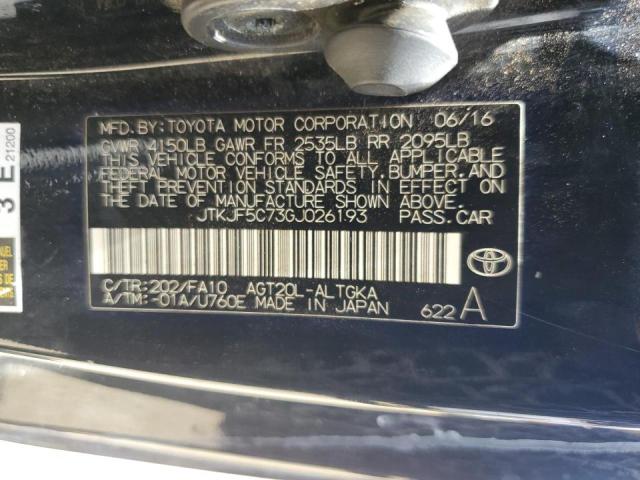 MFD. BY: TOYOTA MOTOR CORPORATION 06/16
GVWR 4150LB GAWR FR 2535LB RR 2095LB
THIS VEHICLE CONFORMS TO ALL APPLICABLE
FEDERAL MOTOR VEHICLE SAFETY, BUMPER, AND
THEFT PREVENTION STANDARDS IN EFFECT ON
THE DATE OF MANUFACTURE SHOWN ABOVE.
JTKJF5C73GJ026193 PASS. CAR
C/TR: 202/FA10 AGT20L-ALTGKA
A/TM: -01A/U760E MADE IN JAPAN
622 A
3 E
21200